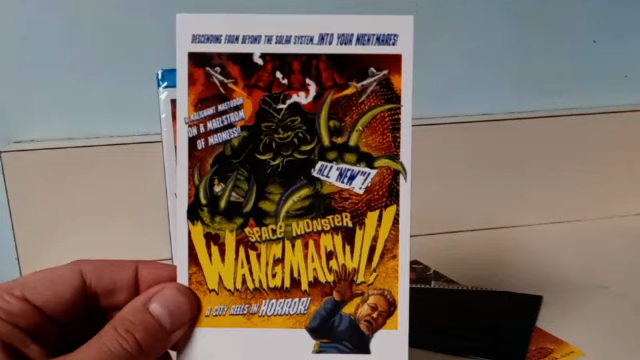 DESCENDING FROM BEYOND THE SOLAR SYSTEM...INTO YOUR NIGHTMARES!
A MALIGNANT MASTODON
ON A MAELSTROM
OF MADNESS!
ALL "NEW"!
SPACE MONSTER
WANGMAGWI!!
A CITY REELS IN HORROR!